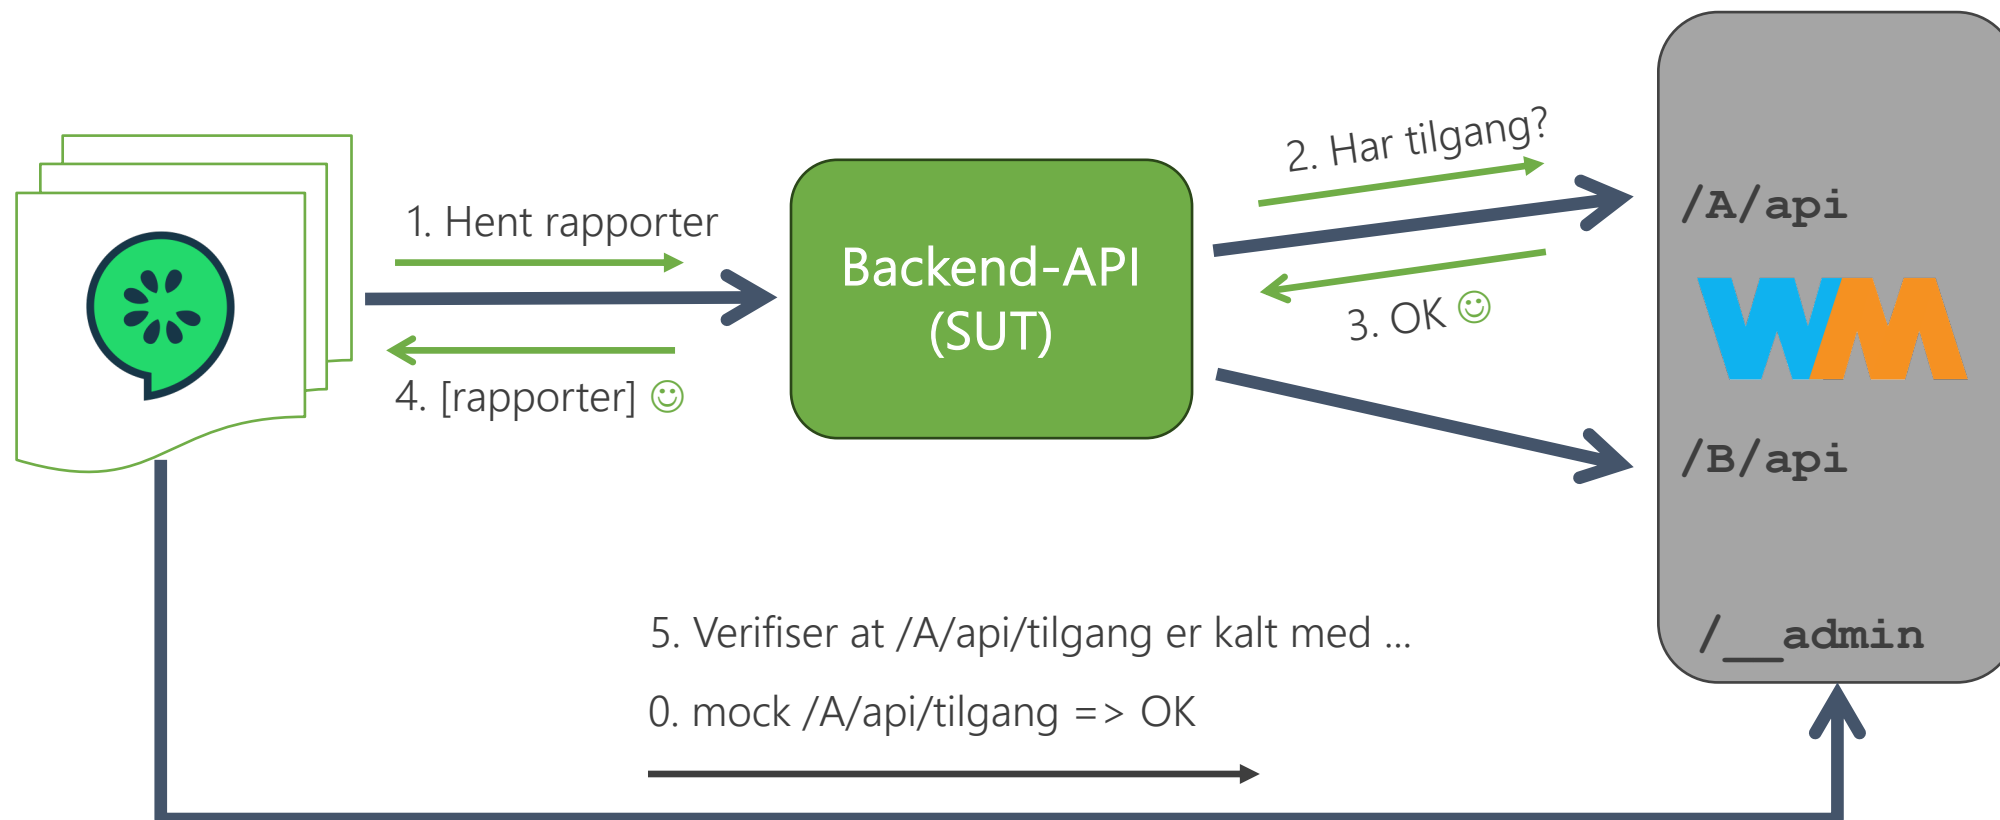 1. Hent rapporter
4. [rapporter]
Backend-API
(SUT)
2. Har tilgang?
3. OK
/A/api
WM
/B/api
/__admin
5. Verifiser at /A/api/tilgang er kalt med ...
0. mock /A/api/tilgang => OK